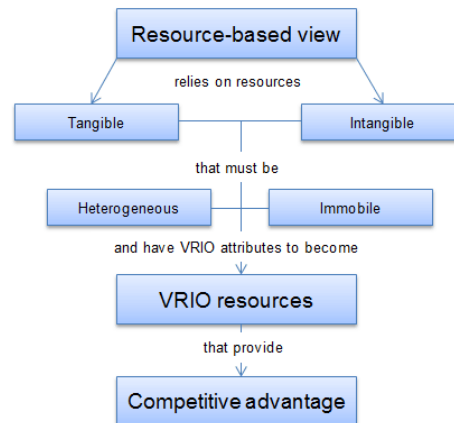 Resource-based view
relies on resources
Tangible
Intangible
that must be
Heterogeneous
Immobile
and have VRIO attributes to become
VRIO resources
that provide
Competitive advantage